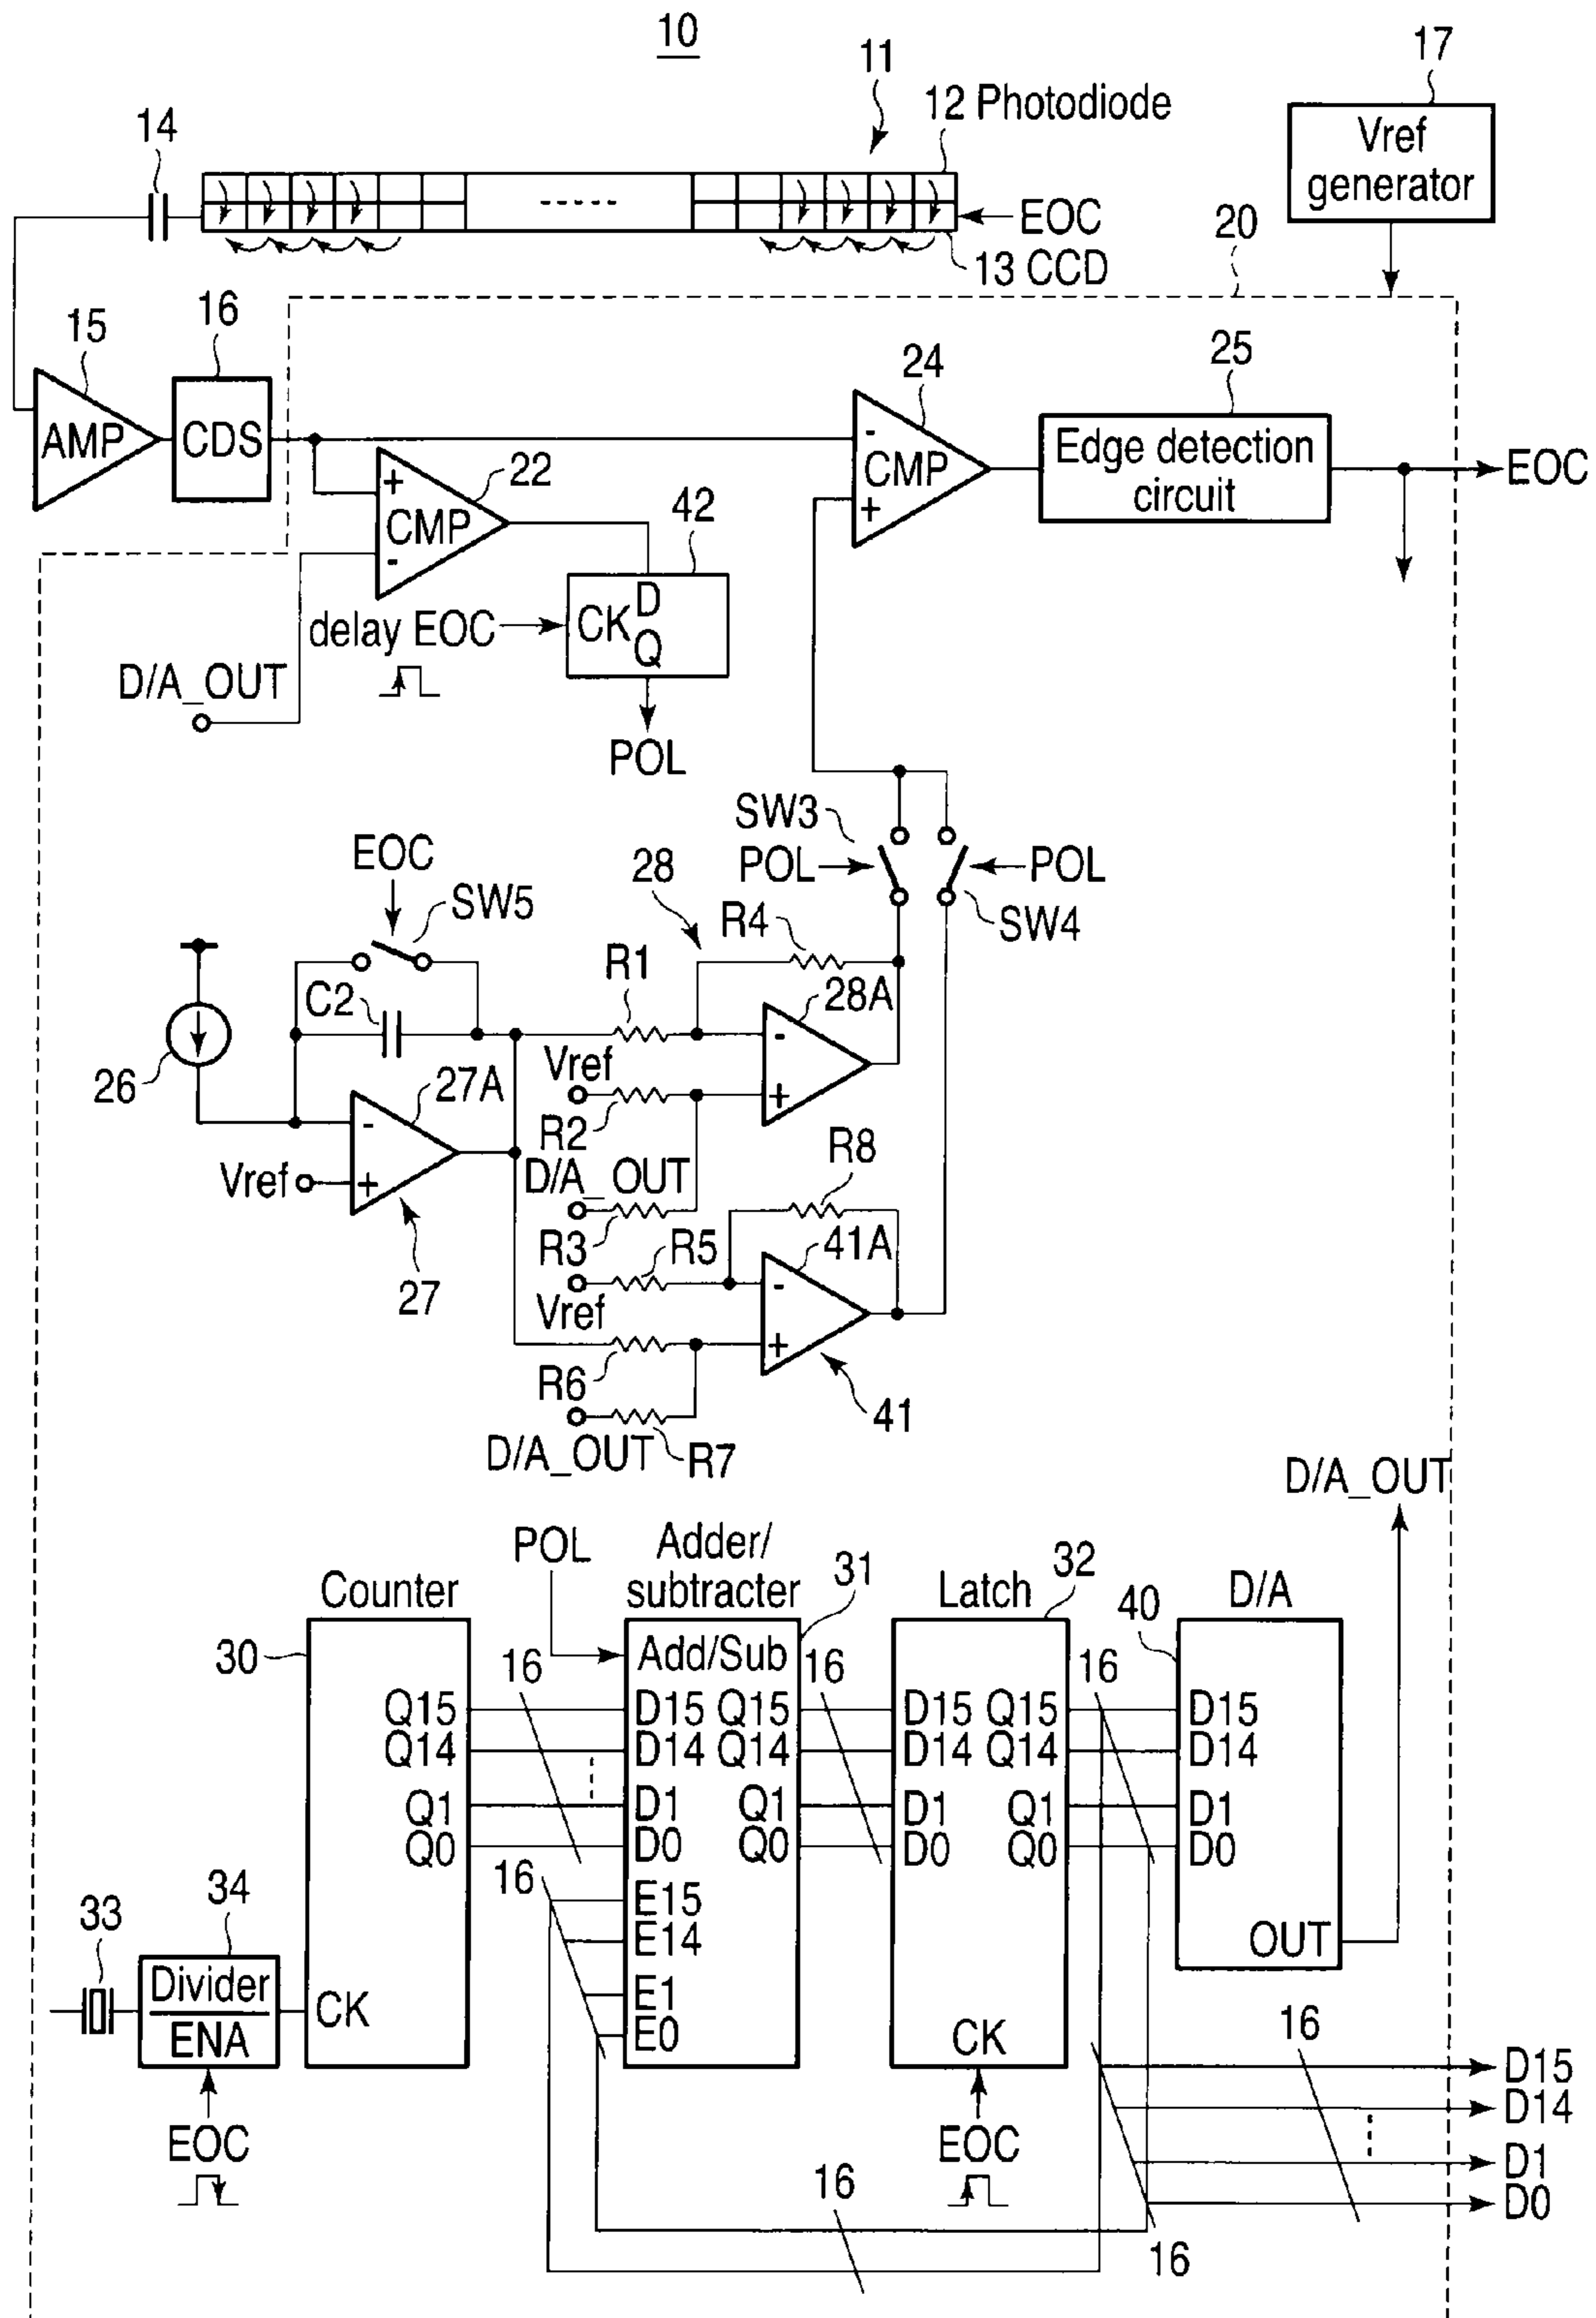 10
11
12 Photodiode
17
Vref
generator
14
-----
EOC
13 CCD
20
15
16
AMP
CDS
+
CMP
-
22
24
-
CMP
+
25
Edge detection
circuit
EOC
42
D
CK
Q
delay EOC
D/A_OUT
POL
SW3
POL
POL
SW4
EOC
SW5
28
R4
R1
C2
28A
-
+
26
Vref
R2
27A
-
+
Vref
27
D/A_OUT
R3
R8
R5
41A
Vref
-
+
R6
41
D/A_OUT
R7
D/A_OUT
POL
Adder/
subtracter
31
Counter
Latch
32
D/A
40
30
16
Add/Sub
16
16
Q15
D15
Q15
D15
Q15
D15
Q14
D14
Q14
D14
Q14
D14
Q1
D1
Q1
D1
Q1
D1
Q0
D0
Q0
D0
Q0
D0
16
E15
E14
E1
E0
OUT
33
34
Divider
ENA
CK
CK
EOC
EOC
16
D15
D14
D1
D0
16
16